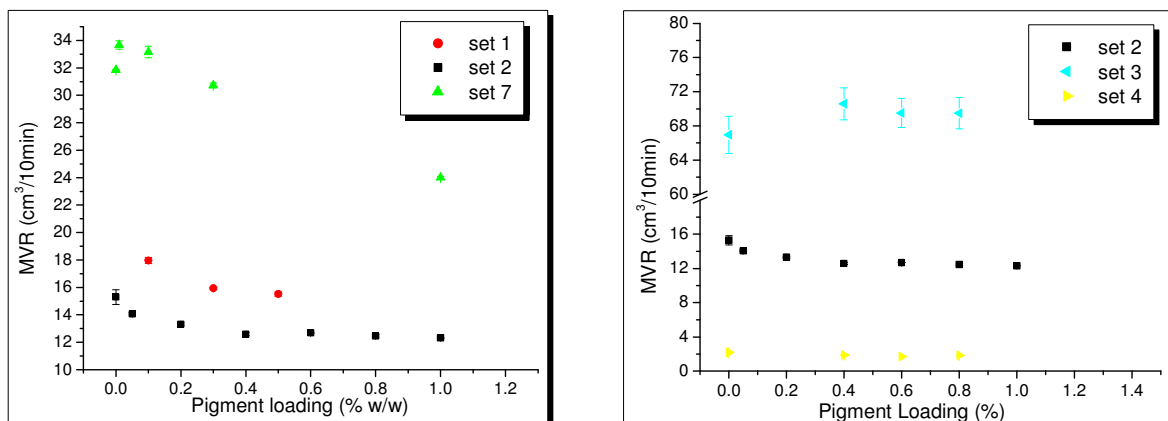 34
32
30
28
26
24
22
20
18
16
14
12
10
MVR (cm³/10min)
0.0 0.2 0.4 0.6 0.8 1.0 1.2
Pigment loading (% w/w)
set 1
set 2
set 7
80
76
72
68
64
60
16
12
8
4
0
MVR (cm³/10min)
0.0 0.2 0.4 0.6 0.8 1.0 1.2 1.4
Pigment Loading (%)
set 2
set 3
set 4